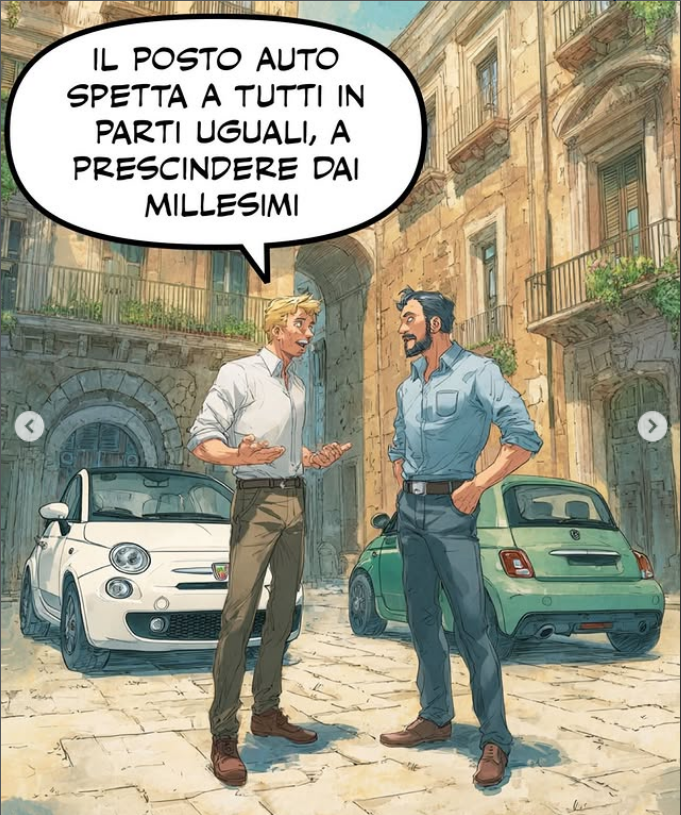 IL POSTO AUTO
SPETTA A TUTTI IN
PARTI UGUALI, A
PRESCINDERE DAI
MILLESIMI